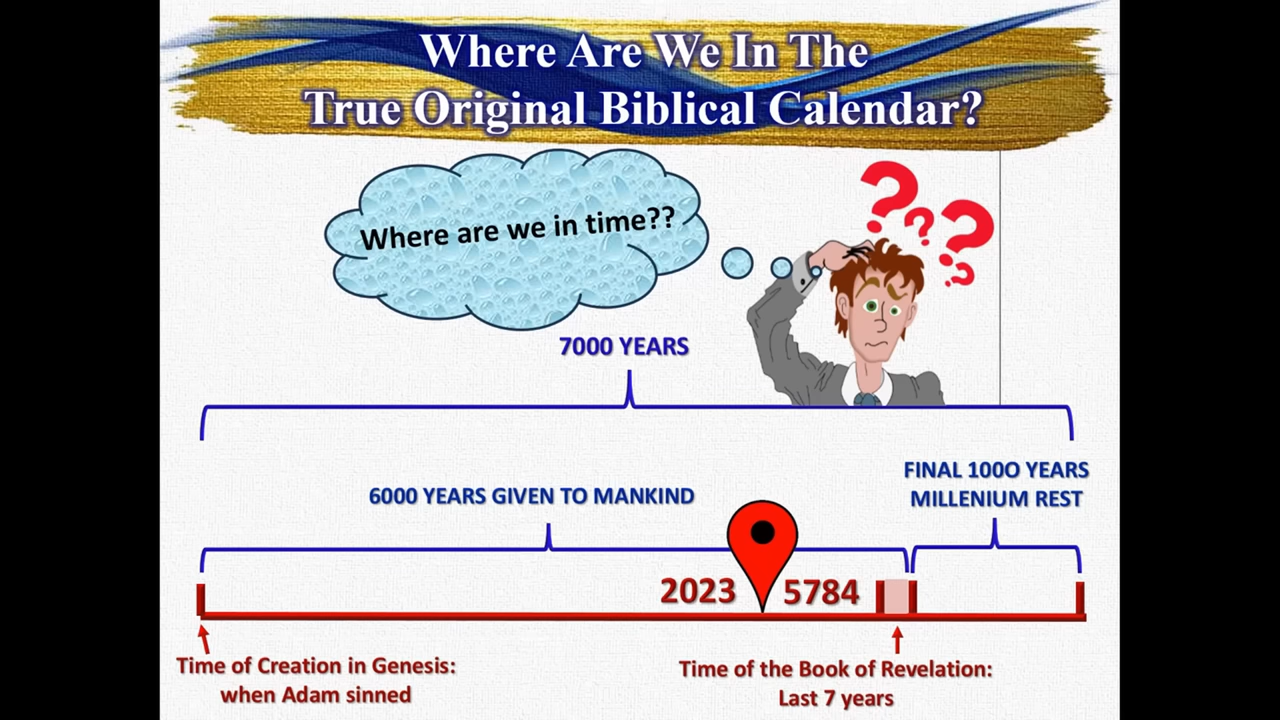 Where Are We In The
True Original Biblical Calendar?
Where are we in time??
? ? ? ?
7000 YEARS
6000 YEARS GIVEN TO MANKIND
FINAL 100O YEARS
MILLENIUM REST
2023 5784
Time of Creation in Genesis:
when Adam sinned
Time of the Book of Revelation:
Last 7 years